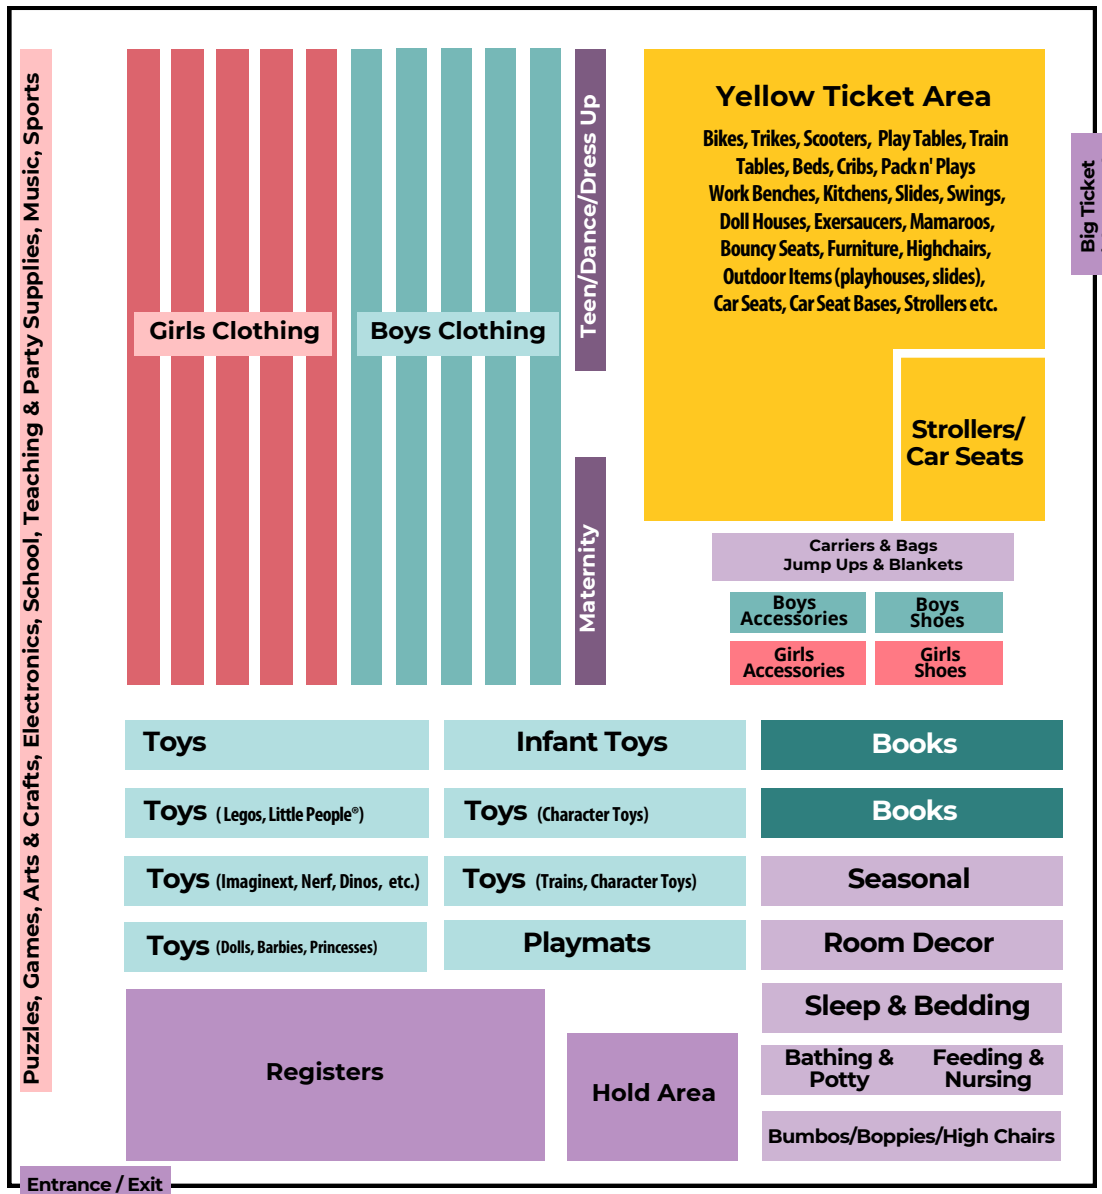 Puzzles, Games, Arts & Crafts, Electronics, School, Teaching & Party Supplies, Music, Sports
Girls Clothing
Boys Clothing
Teen/Dance/Dress Up
Maternity
Yellow Ticket Area
Bikes, Trikes, Scooters, Play Tables, Train
Tables, Beds, Cribs, Pack n' Plays
Work Benches, Kitchens, Slides, Swings,
Doll Houses, Exersaucers, Mamaroos,
Bouncy Seats, Furniture, Highchairs,
Outdoor Items (playhouses, slides),
Car Seats, Car Seat Bases, Strollers etc.
Big Ticket
Strollers/
Car Seats
Carriers & Bags
Jump Ups & Blankets
Boys
Accessories
Boys
Shoes
Girls
Accessories
Girls
Shoes
Toys
Infant Toys
Books
Toys ( Legos, Little People®)
Toys (Character Toys)
Books
Toys (Imaginext, Nerf, Dinos, etc.)
Toys (Trains, Character Toys)
Seasonal
Toys (Dolls, Barbies, Princesses)
Playmats
Room Decor
Sleep & Bedding
Bathing &
Potty
Feeding &
Nursing
Registers
Hold Area
Bumbos/Boppies/High Chairs
Entrance / Exit